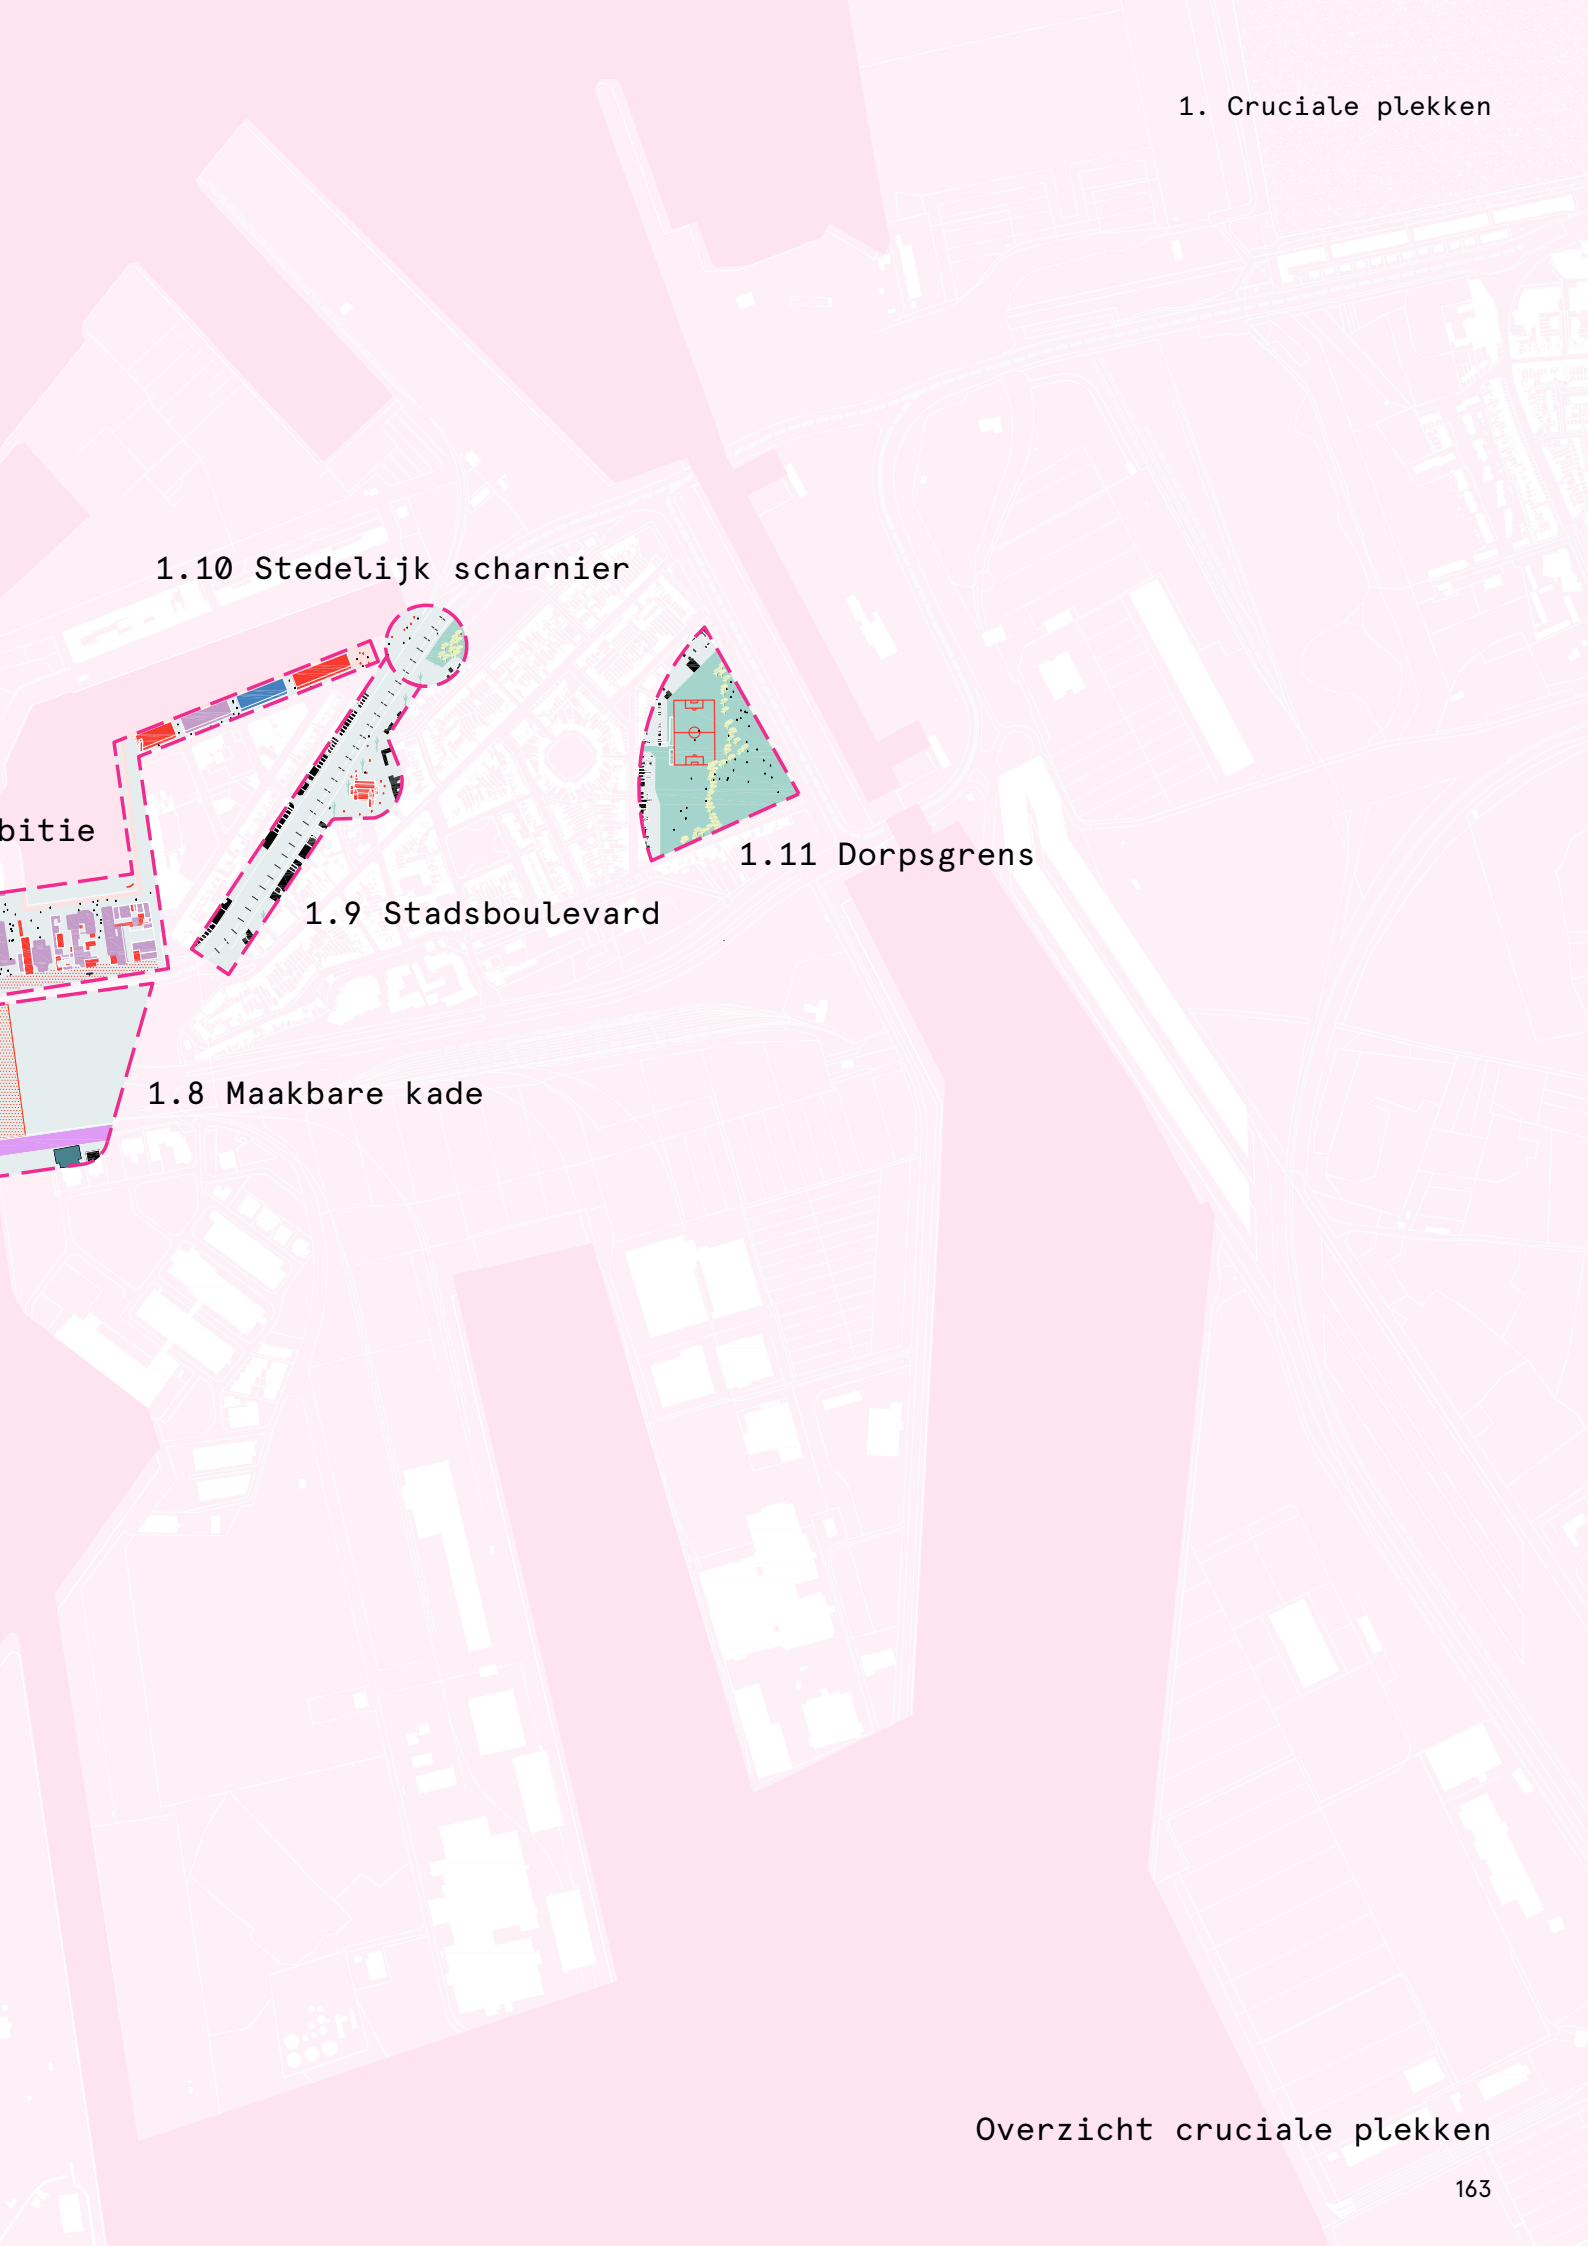 1. Cruciale plekken
1.10 Stedelijk scharnier
bitie
1.11 Dorpsgrens
1.9 Stadsboulevard
1.8 Maakbare kade
Overzicht cruciale plekken
163